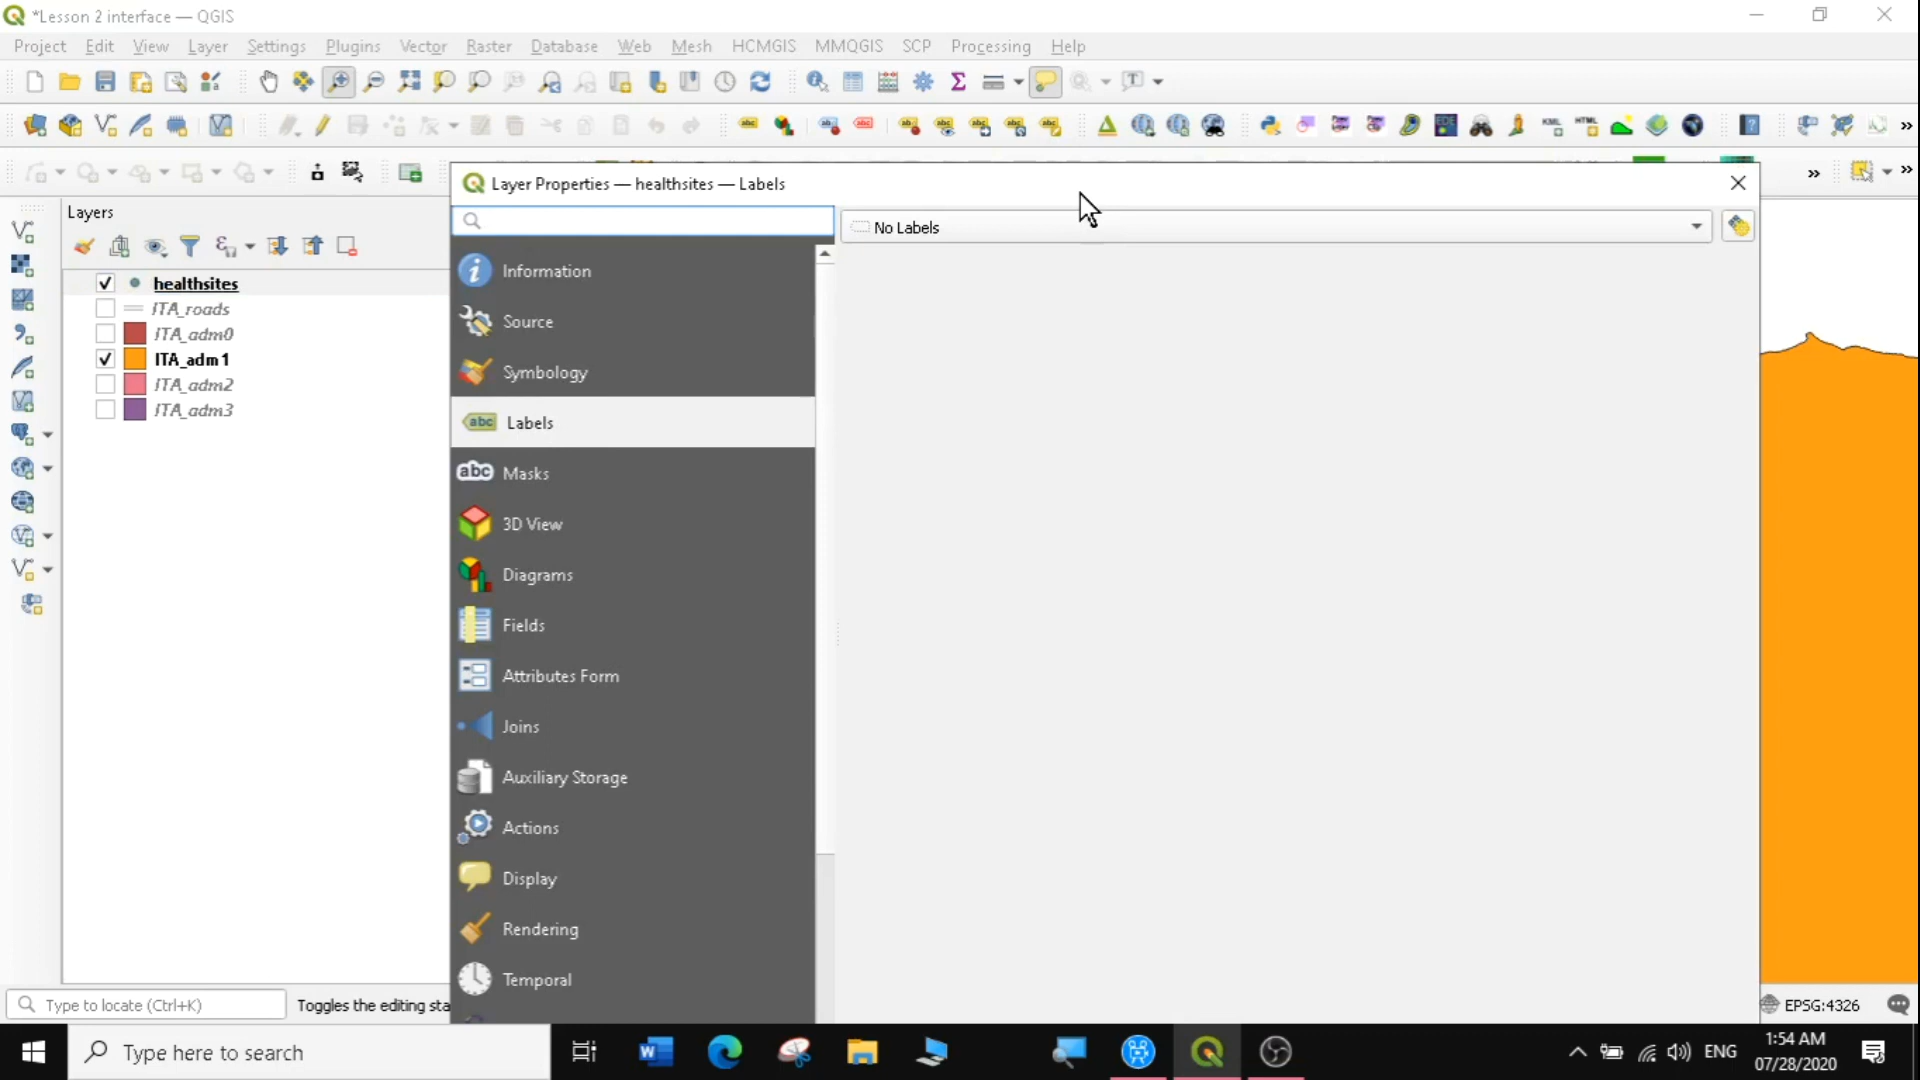 *Lesson 2 interface — QGIS
Project Edit View Layer Settings Plugins Vector Raster Database Web Mesh HCMGIS MMQGIS SCP Processing Help
Layer Properties — healthsites — Labels
Layers
No Labels
healthsites
ITA_roads
ITA_adm0
ITA_adm1
ITA_adm2
ITA_adm3
Information
Source
Symbology
abc Labels
abc Masks
3D View
Diagrams
Fields
Attributes Form
Joins
Auxiliary Storage
Actions
Display
Rendering
Temporal
Type to locate (Ctrl+K)
Toggles the editing sta
EPSG:4326
Type here to search
ENG
1:54 AM
07/28/2020